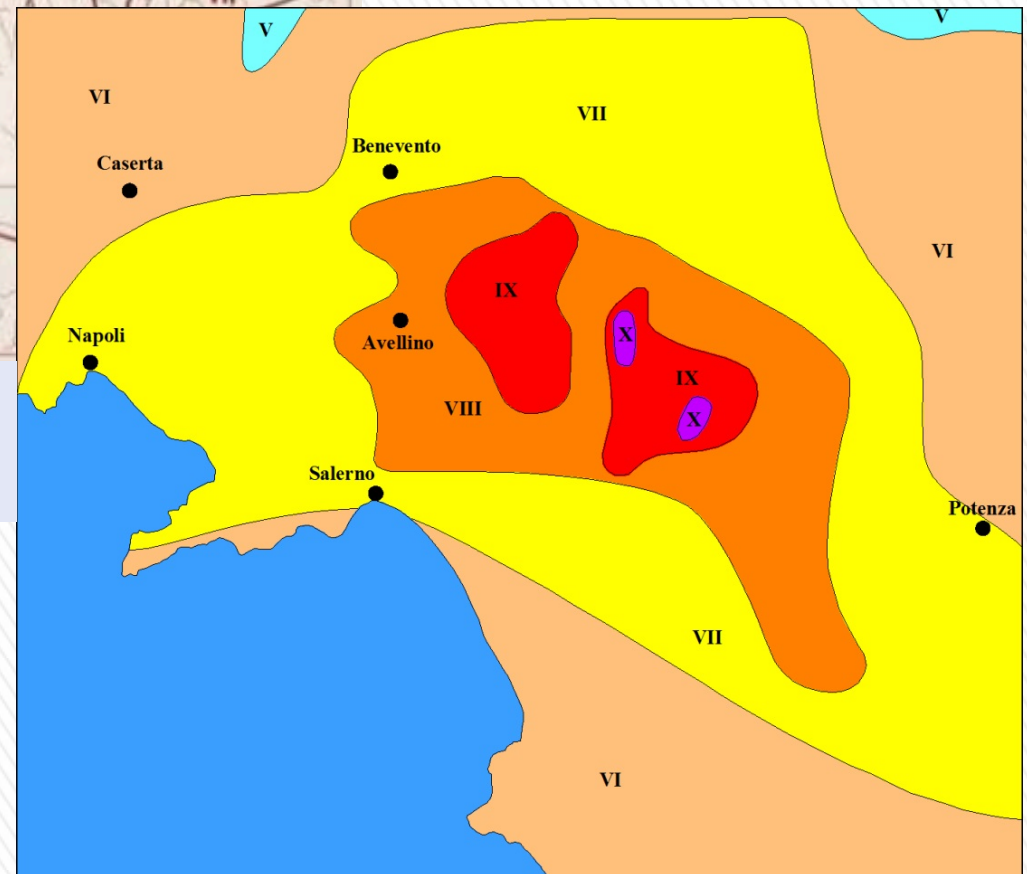 V
V
VI
VII
Benevento
Caserta
VI
IX
Napoli
Avellino
X
IX
VIII
X
Salerno
Potenza
VII
VI